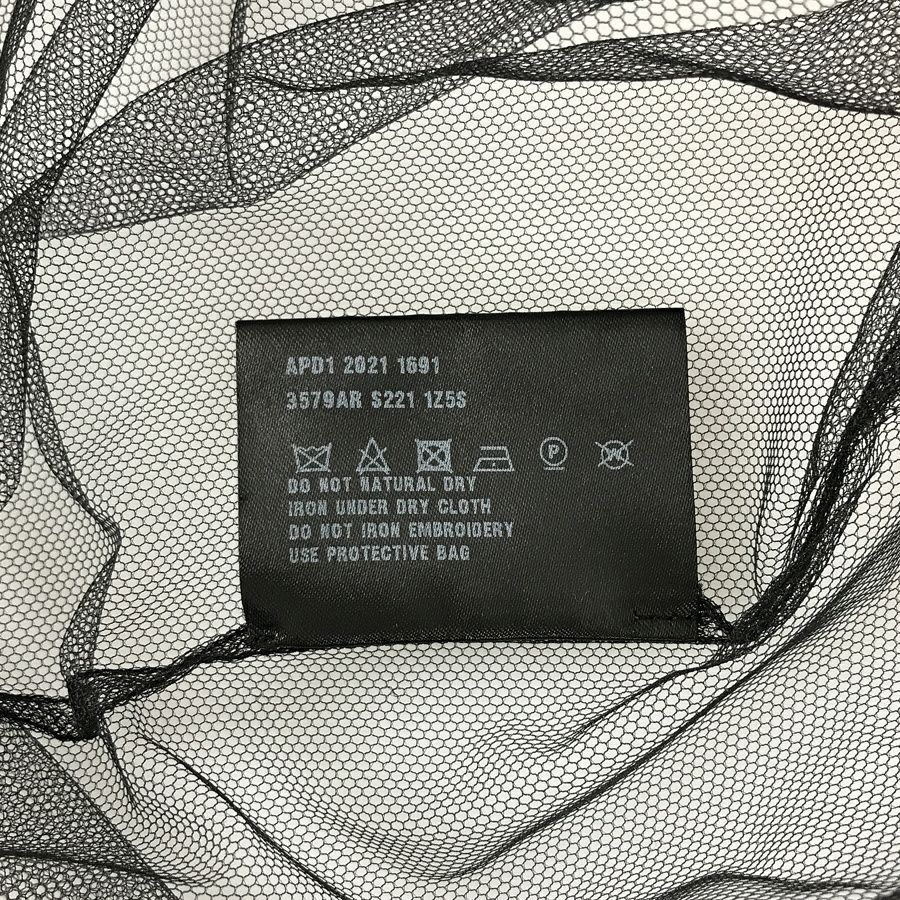 APD1 2021 1691
3579AR S221 1Z5S
P W
DO NOT NATURAL DRY
IRON UNDER DRY CLOTH
DO NOT IRON EMBROIDERY
USE PROTECTIVE BAG